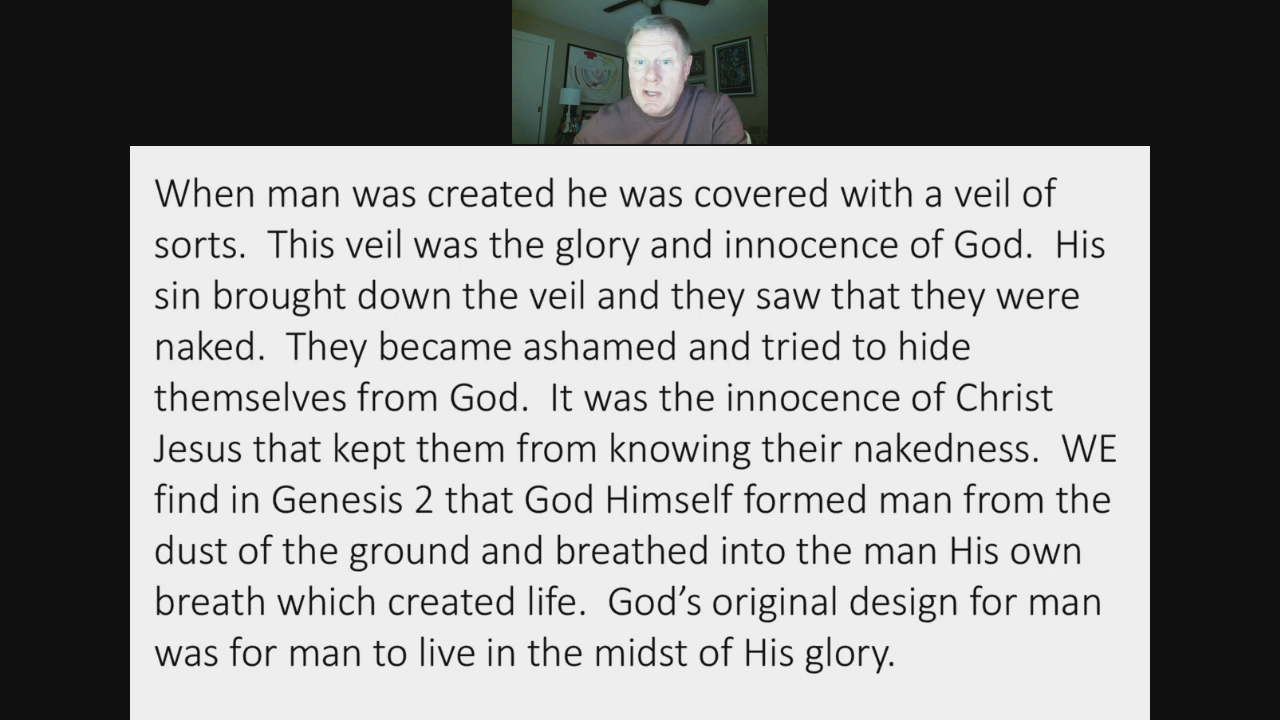 When man was created he was covered with a veil of
sorts.  This veil was the glory and innocence of God.  His
sin brought down the veil and they saw that they were
naked.  They became ashamed and tried to hide
themselves from God.  It was the innocence of Christ
Jesus that kept them from knowing their nakedness.  WE
find in Genesis 2 that God Himself formed man from the
dust of the ground and breathed into the man His own
breath which created life.  God’s original design for man
was for man to live in the midst of His glory.